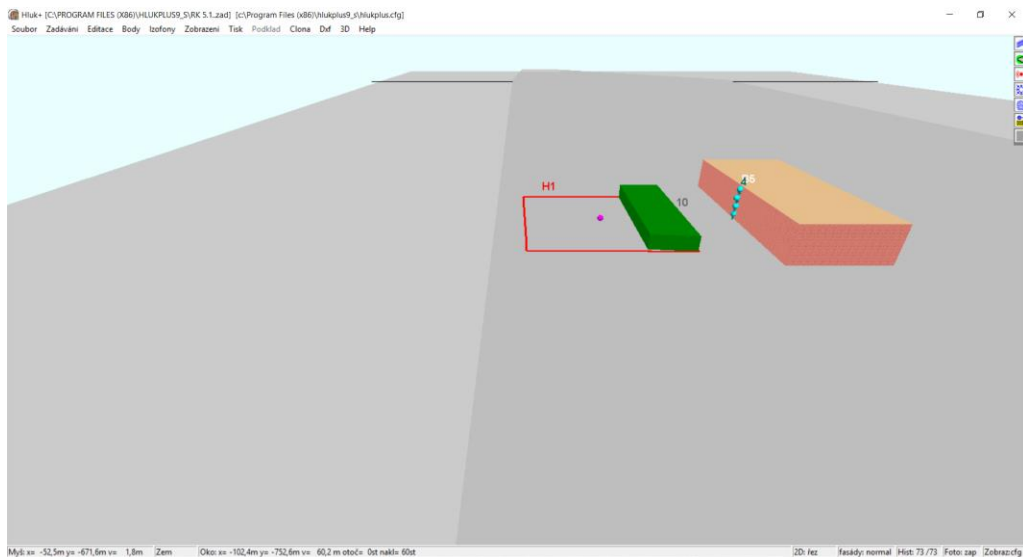 Hluk+ [C:\PROGRAM FILES (X86)\HLUKPLUS9_S\RK 5.1.zad] [c:\Program Files (x86)\hlukplus9_s\hlukplus.cfg]
Soubor Zadáváni Editace Body Izofony Zobrazeni Tisk Podklad Clona Dxf 3D Help
H1
4
10
Myš: x= -52,5m y= -671,6m v= 1,8m Zem Oko: x= -102,4m y= -752,6m v= 60,2 m otoč= 0st nakl= 60st 2D: řez fasády: normal Hist: 73 /73 Foto: zap Zobraz:cfg